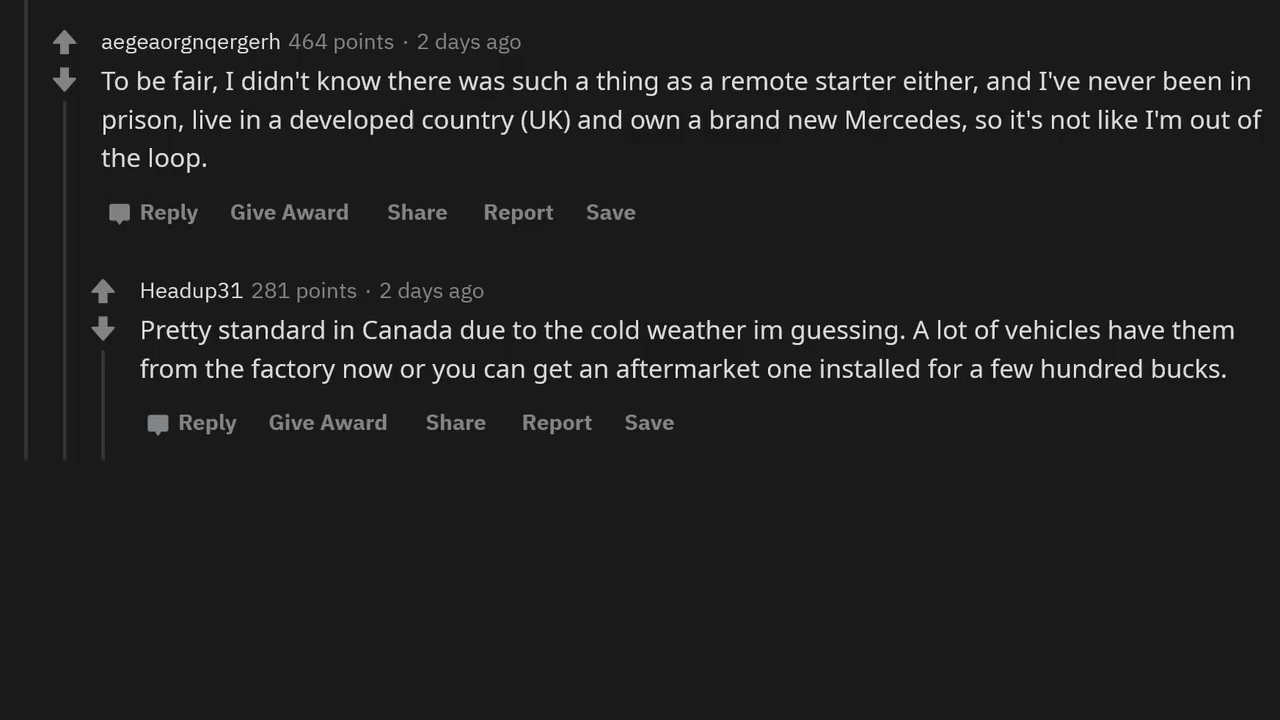 aegeaorgnqergerh 464 points · 2 days ago
To be fair, I didn't know there was such a thing as a remote starter either, and I've never been in
prison, live in a developed country (UK) and own a brand new Mercedes, so it's not like I'm out of
the loop.
Reply Give Award Share Report Save
Headup31 281 points · 2 days ago
Pretty standard in Canada due to the cold weather im guessing. A lot of vehicles have them
from the factory now or you can get an aftermarket one installed for a few hundred bucks.
Reply Give Award Share Report Save